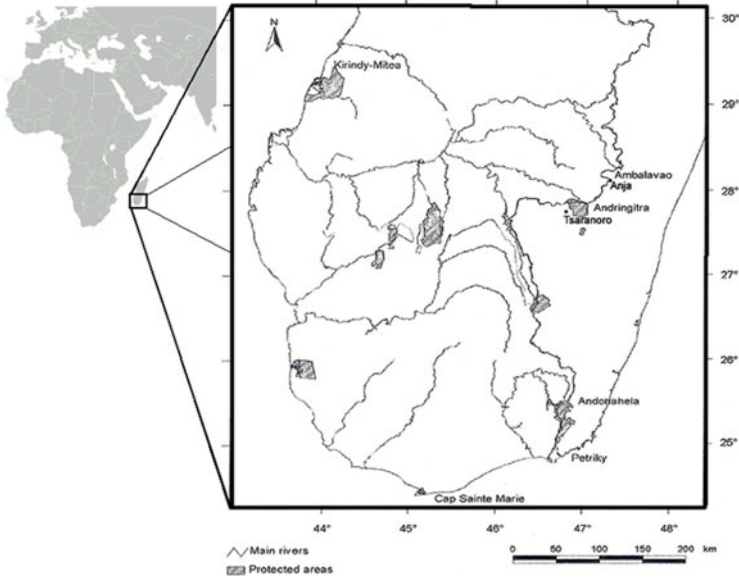 N
30°
Kirindy-Mitea
29°
Ambalavao
Anja
28°
Andringitra
Tsaranoro
27°
26°
Andohahela
25°
Petriky
Cap Sainte Marie
44° 45° 46° 47° 48°
Main rivers
Protected areas
0 50 100 150 200 km